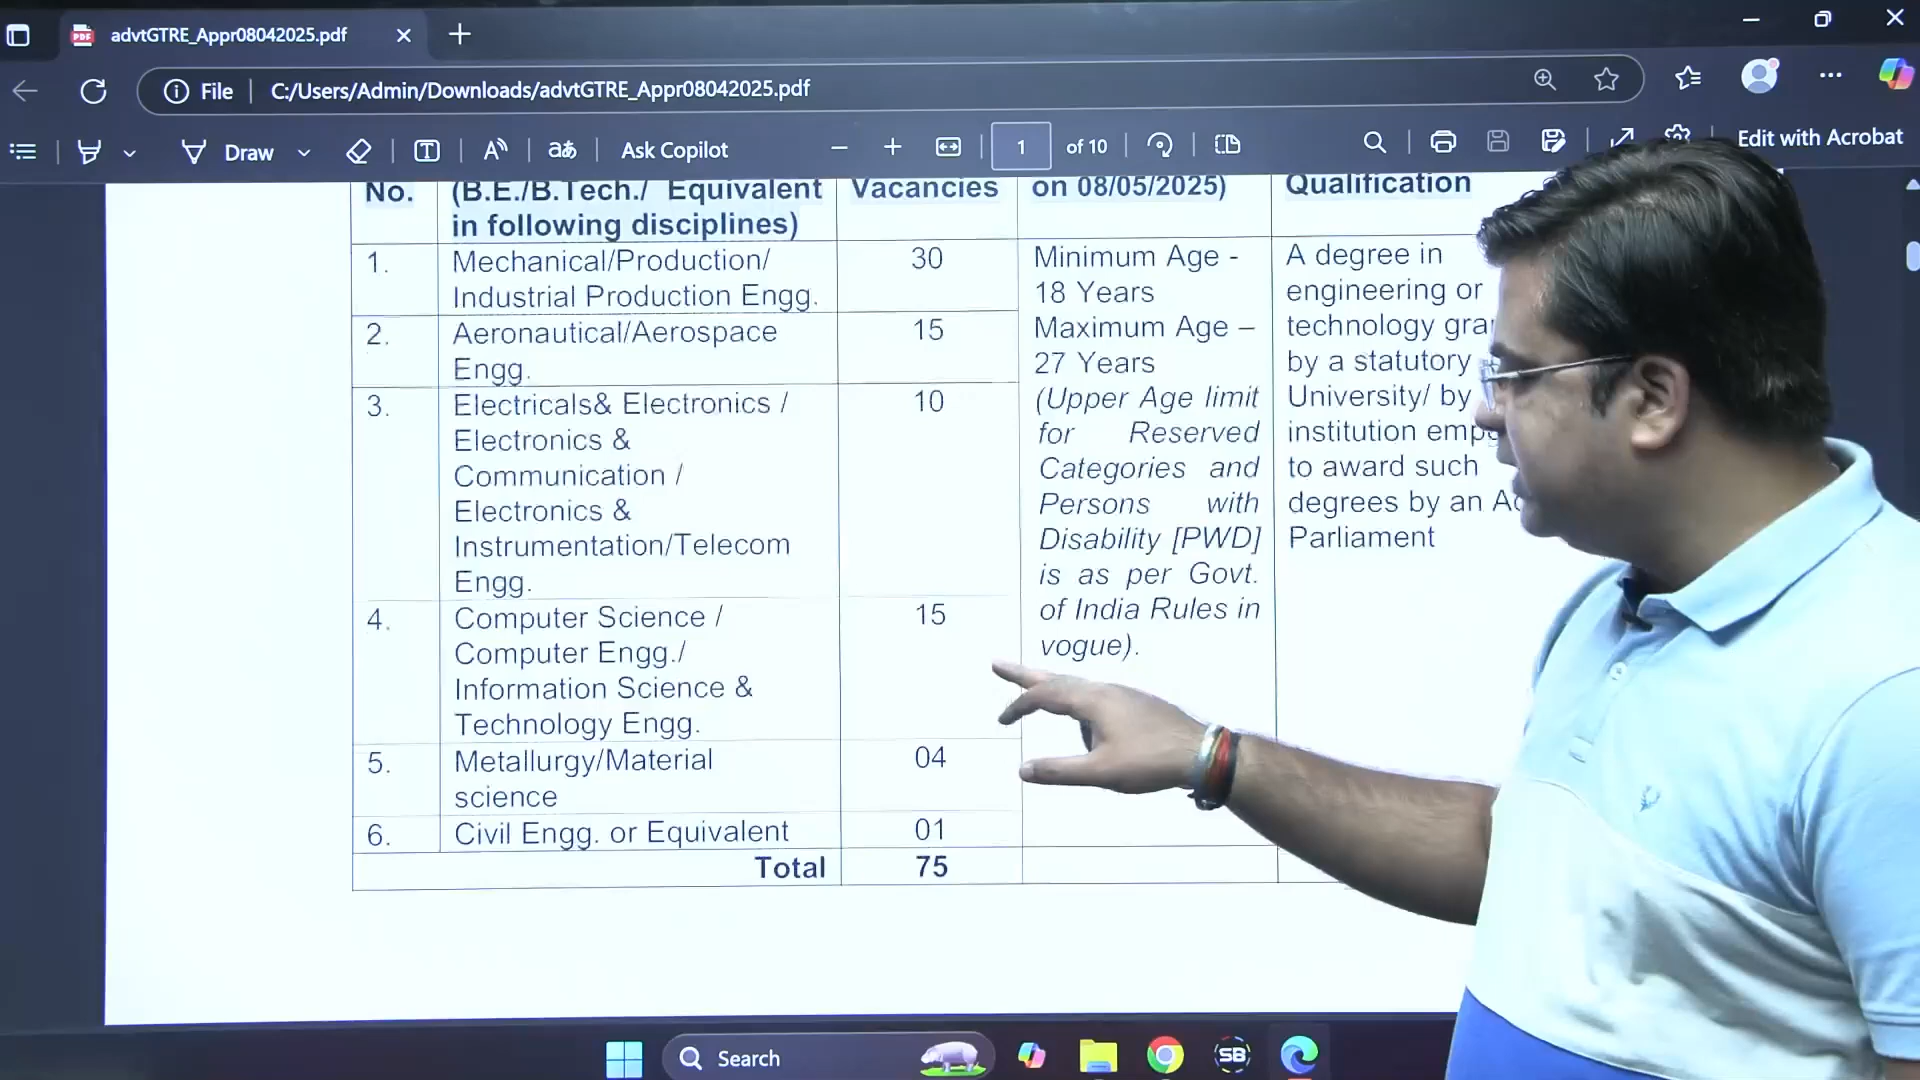 advtGTRE_Appr08042025.pdf
File
C:/Users/Admin/Downloads/advtGTRE_Appr08042025.pdf
Draw
Ask Copilot
1
of 10
Edit with Acrobat
No.
(B.E./B.Tech./ Equivalent
in following disciplines)
Vacancies
on 08/05/2025)
Qualification
1.
Mechanical/Production/
Industrial Production Engg.
30
2.
Aeronautical/Aerospace
Engg.
15
3.
Electricals& Electronics /
Electronics &
Communication /
Electronics &
Instrumentation/Telecom
Engg.
10
4.
Computer Science /
Computer Engg./
Information Science &
Technology Engg.
15
5.
Metallurgy/Material
science
04
6.
Civil Engg. or Equivalent
01
Total
75
Minimum Age -
18 Years
Maximum Age –
27 Years
(Upper Age limit
for Reserved
Categories and
Persons with
Disability [PWD]
is as per Govt.
of India Rules in
vogue).
A degree in
engineering or
technology
by a statutory
University/ by
institution
to award such
degrees by an
Parliament
Search
SB